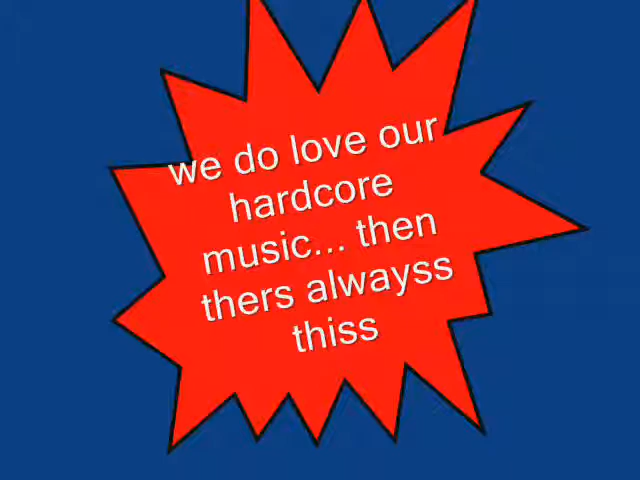 we do love our
hardcore
music... then
thers alwayss
thiss